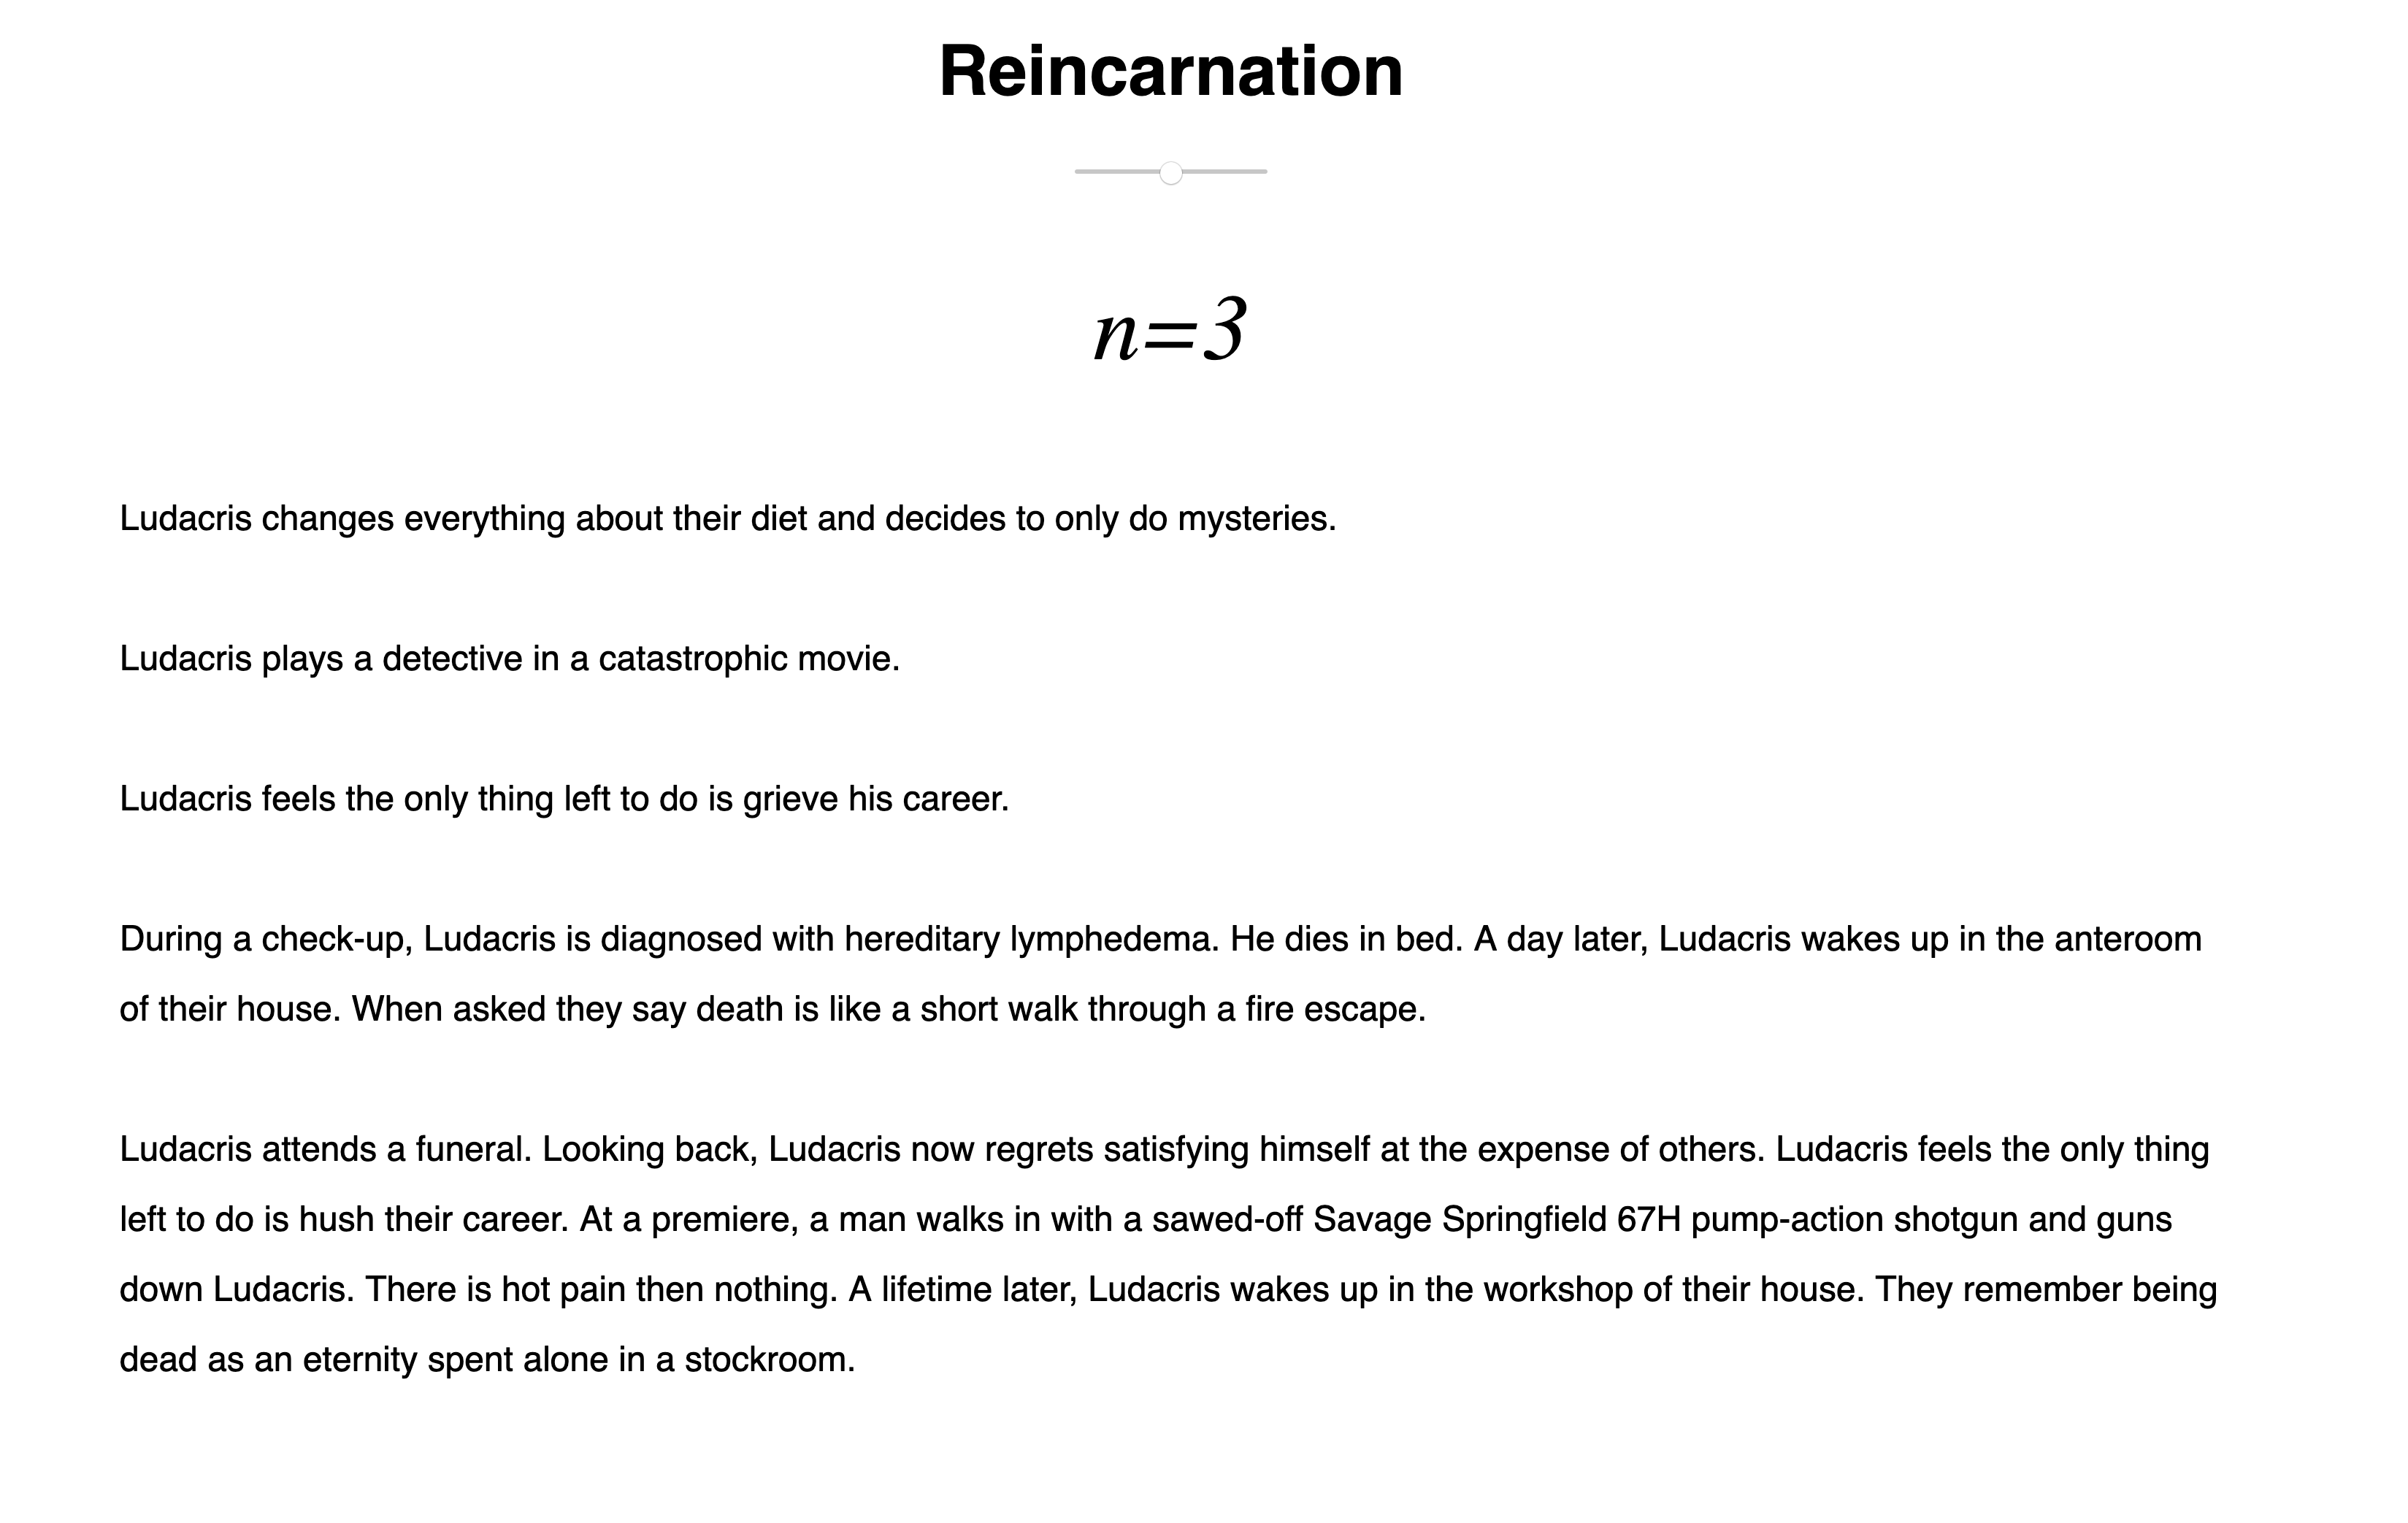 Reincarnation
n=3
Ludacris changes everything about their diet and decides to only do mysteries.
Ludacris plays a detective in a catastrophic movie.
Ludacris feels the only thing left to do is grieve his career.
During a check-up, Ludacris is diagnosed with hereditary lymphedema. He dies in bed. A day later, Ludacris wakes up in the anteroom
of their house. When asked they say death is like a short walk through a fire escape.
Ludacris attends a funeral. Looking back, Ludacris now regrets satisfying himself at the expense of others. Ludacris feels the only thing
left to do is hush their career. At a premiere, a man walks in with a sawed-off Savage Springfield 67H pump-action shotgun and guns
down Ludacris. There is hot pain then nothing. A lifetime later, Ludacris wakes up in the workshop of their house. They remember being
dead as an eternity spent alone in a stockroom.